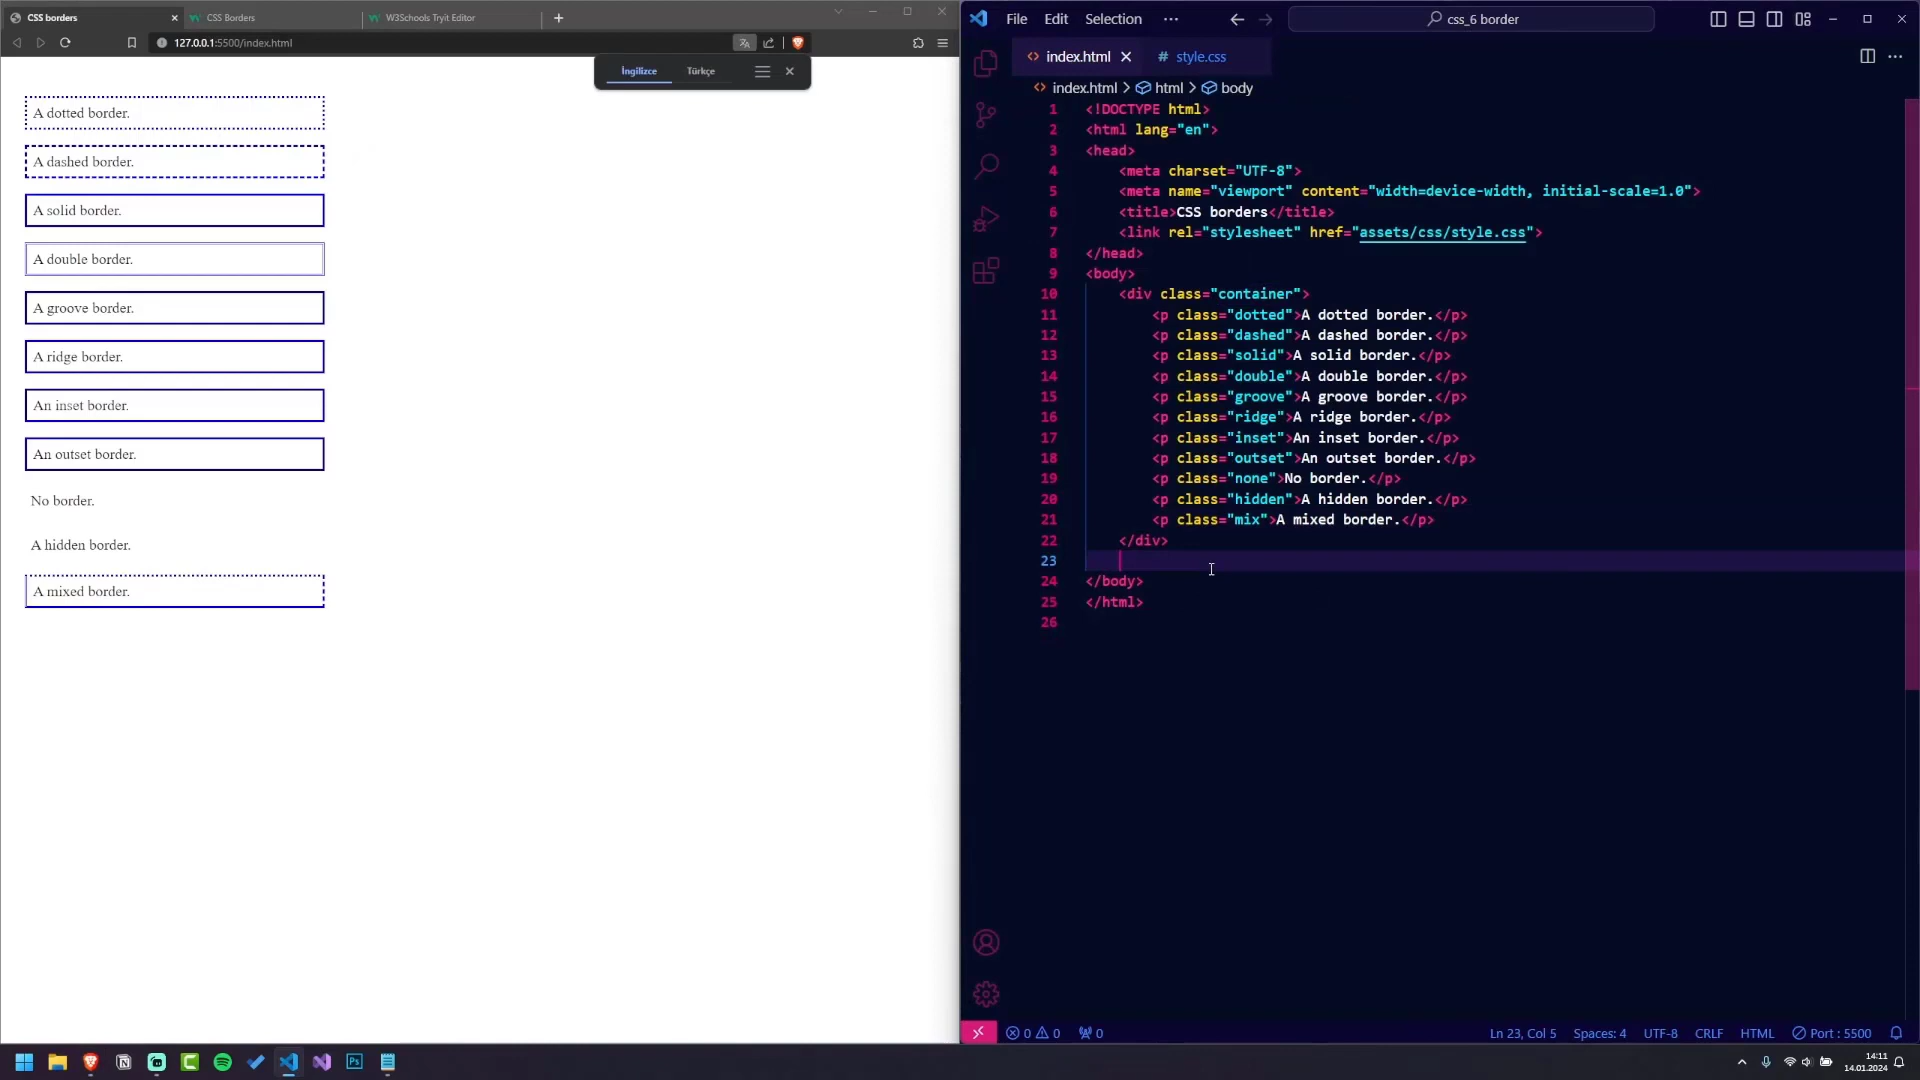 CSS borders
CSS Borders
W3Schools Tryit Editor
127.0.0.1:5500/index.html
İngilizce
Türkçe
A dotted border.
A dashed border.
A solid border.
A double border.
A groove border.
A ridge border.
An inset border.
An outset border.
No border.
A hidden border.
A mixed border.
File Edit Selection
css_6 border
index.html
# style.css
index.html > html > body
1 <!DOCTYPE html>
2 <html lang="en">
3 <head>
4 <meta charset="UTF-8">
5 <meta name="viewport" content="width=device-width, initial-scale=1.0">
6 <title>CSS borders</title>
7 <link rel="stylesheet" href="assets/css/style.css">
8 </head>
9 <body>
10 <div class="container">
11 <p class="dotted">A dotted border.</p>
12 <p class="dashed">A dashed border.</p>
13 <p class="solid">A solid border.</p>
14 <p class="double">A double border.</p>
15 <p class="groove">A groove border.</p>
16 <p class="ridge">A ridge border.</p>
17 <p class="inset">An inset border.</p>
18 <p class="outset">An outset border.</p>
19 <p class="none">No border.</p>
20 <p class="hidden">A hidden border.</p>
21 <p class="mix">A mixed border.</p>
22 </div>
23
24 </body>
25 </html>
26
0 0 0
Ln 23, Col 5
Spaces: 4
UTF-8
CRLF
HTML
Port : 5500
Ps
14:11
14.01.2024